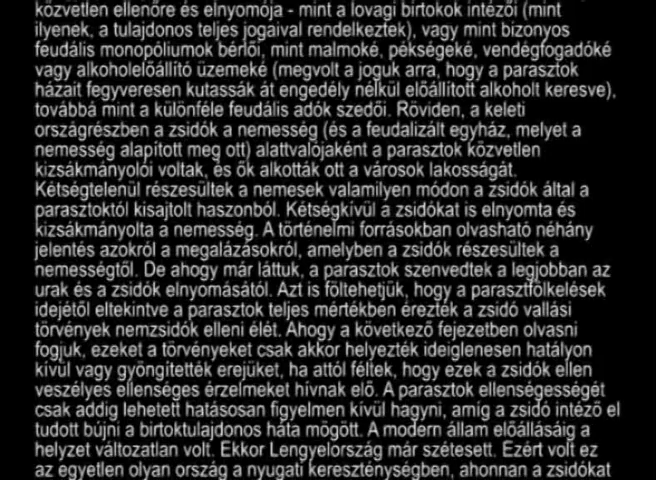 közvetlen ellenőre és elnyomója - mint a lovagi birtokok intézői (mint
ilyenek, a tulajdonos teljes jogaival rendelkeztek), vagy mint bizonyos
feudális monopóliumok bérlői, mint malmoké, pékségeké, vendégfogadóké
vagy alkoholelőállító üzemeké (megvolt a joguk arra, hogy a parasztok
házait fegyveresen kutassák át engedély nélkül előállított alkoholt keresve),
továbbá mint a különféle feudális adók szedői. Röviden, a keleti
országrészben a zsidók a nemesség (és a feudalizált egyház, melyet a
nemesség alapított meg ott) alattvalójaként a parasztok közvetlen
kizsákmányolói voltak, és ők alkották ott a városok lakosságát.
Kétségtelenül részesültek a nemesek valamilyen módon a zsidók által a
parasztoktól kisajtolt haszonból. Kétségkívül a zsidókat is elnyomta és
kizsákmányolta a nemesség. A történelmi forrásokban olvasható néhány
jelentés azokról a megalázásokról, amelyben a zsidók részesültek a
nemességtől. De ahogy már láttuk, a parasztok szenvedtek a legjobban az
urak és a zsidók elnyomásától. Azt is föltehetjük, hogy a parasztfölkelések
idejétől eltekintve a parasztok teljes mértékben érezték a zsidó vallási
törvények nemzsidók elleni élét. Ahogy a következő fejezetben olvasni
fogjuk, ezeket a törvényeket csak akkor helyezték ideiglenesen hatályon
kívül vagy gyöngítették erejüket, ha attól féltek, hogy ezek a zsidók ellen
veszélyes ellenséges érzelmeket hívnak elő. A parasztok ellenségességét
csak addig lehetett hatásosan figyelmen kívül hagyni, amíg a zsidó intéző el
tudott bújni a birtoktulajdonos háta mögött. A modern állam előállásáig a
helyzet változatlan volt. Ekkor Lengyelország már szétesett. Ezért volt ez
az egyetlen olyan ország a nyugati kereszténységben, ahonnan a zsidókat